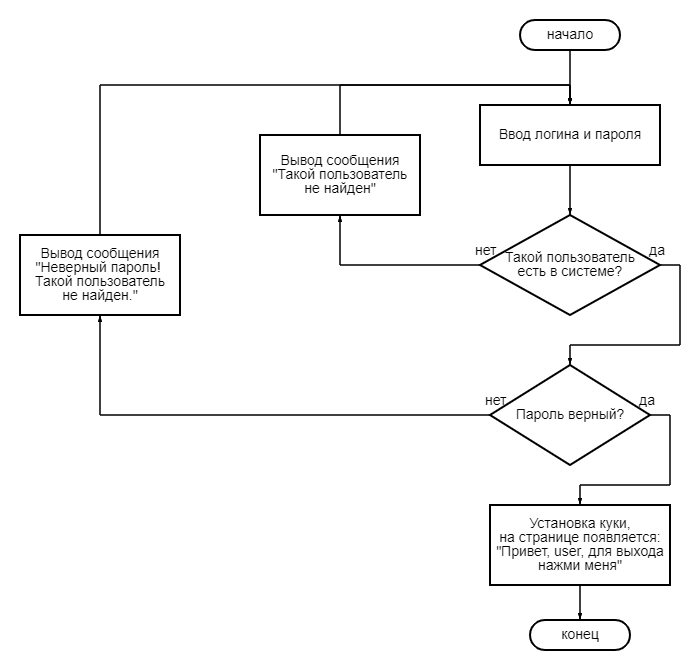 начало
Ввод логина и пароля
Вывод сообщения
"Такой пользователь
не найден"
нет
Такой пользователь
есть в системе?
да
Вывод сообщения
"Неверный пароль!
Такой пользователь
не найден."
нет
Пароль верный?
да
Установка куки,
на странице появляется:
"Привет, user, для выхода
нажми меня"
конец